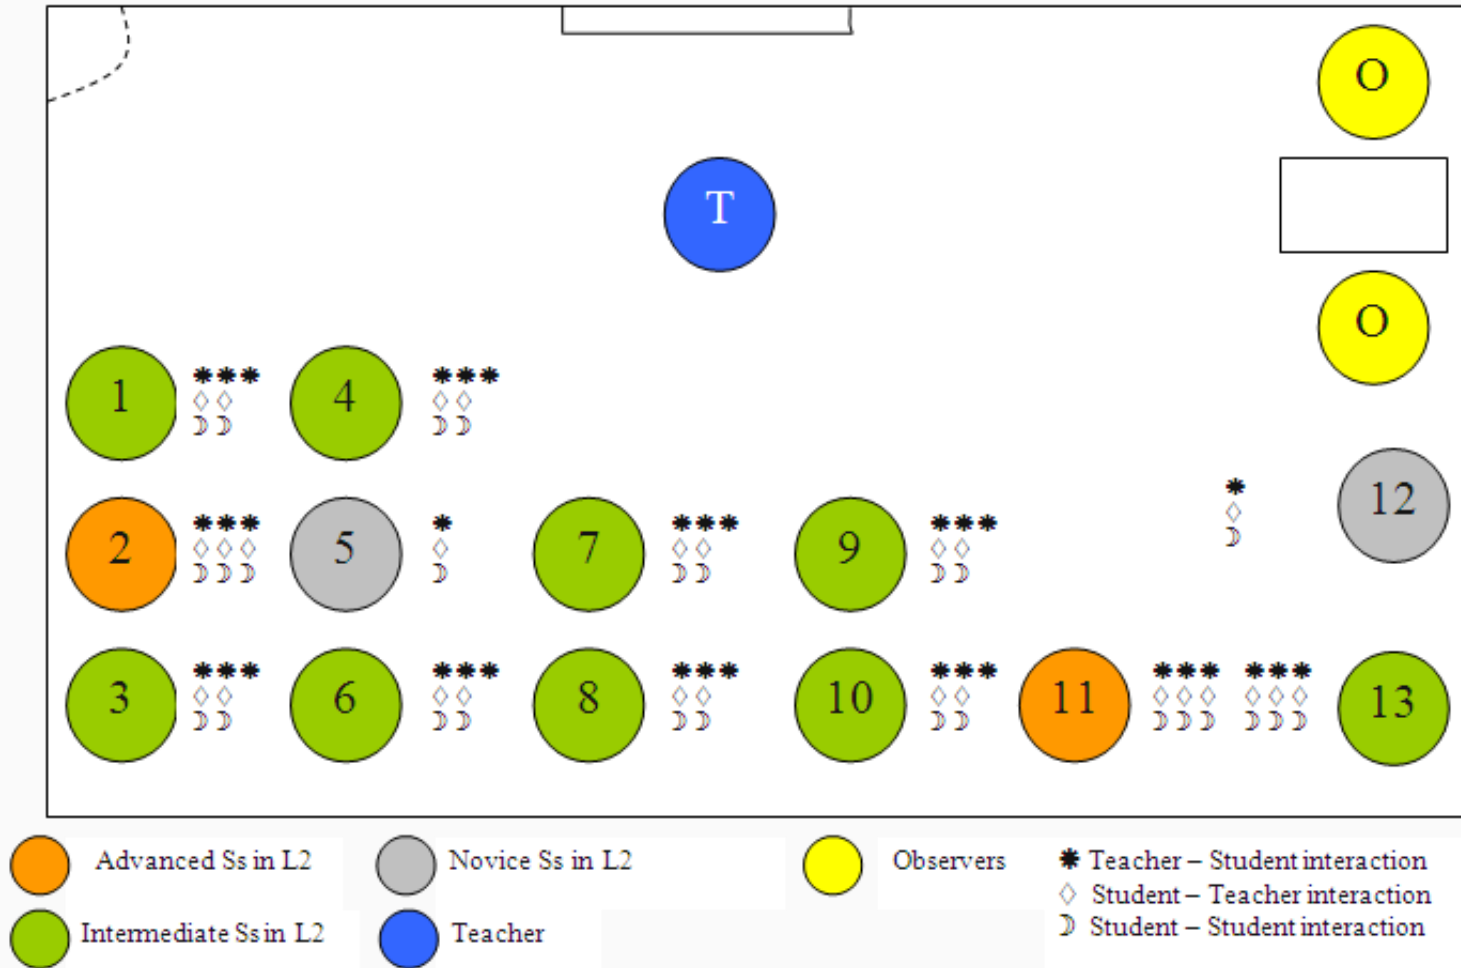 O
T
O
1 ✷✷✷ 4 ✷✷✷
♢♢ ♢♢
☽☽ ☽☽
2 ✷✷✷ 5 ✷ 7 ✷✷✷ 9 ✷✷✷ ✷ 12
♢♢♢ ♢ ♢♢ ♢♢ ♢
☽☽☽ ☽ ☽☽ ☽☽ ☽
3 ✷✷✷ 6 ✷✷✷ 8 ✷✷✷ 10 ✷✷✷ 11 ✷✷✷ ✷✷✷ 13
♢♢ ♢♢ ♢♢ ♢♢ ♢♢♢ ♢♢♢
☽☽ ☽☽ ☽☽ ☽☽ ☽☽☽ ☽☽☽
Advanced Ss in L2
Novice Ss in L2
Observers
✷ Teacher – Student interaction
♢ Student – Teacher interaction
☽ Student – Student interaction
Intermediate Ss in L2
Teacher